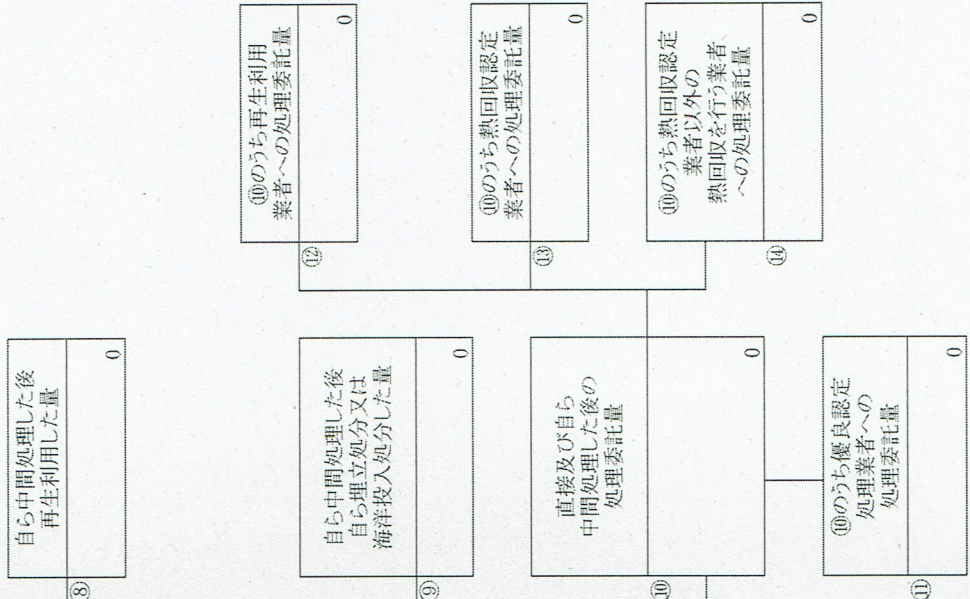 自ら中間処理した後
再生利用した量
⑧
0
自ら中間処理した後
自ら埋立処分又は
海洋投入処分した量
⑨
0
直接及び自ら
中間処理した後の
処理委託量
⑩
0
⑩のうち優良認定
処理業者への
処理委託量
⑪
0
⑩のうち再生利用
業者への処理委託量
⑫
0
⑩のうち熱回収認定
業者への処理委託量
⑬
0
⑩のうち熱回収認定
業者以外の
熱回収を行う業者
への処理委託量
⑭
0